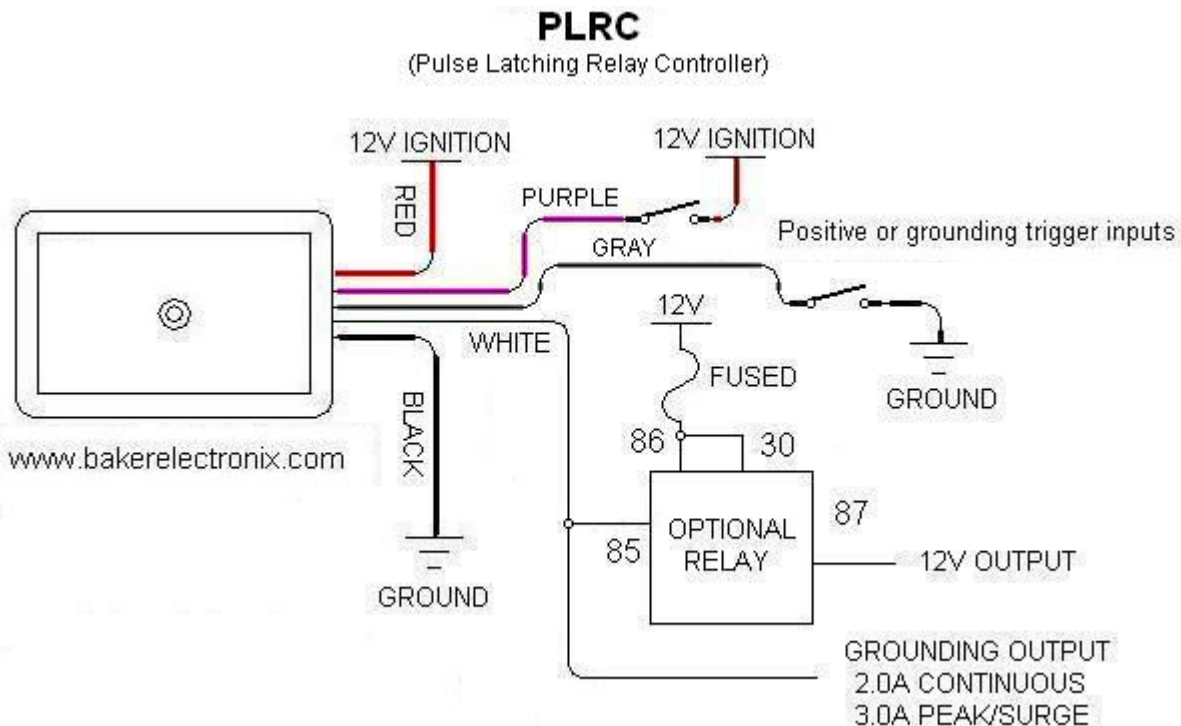 PLRC
(Pulse Latching Relay Controller)
12V IGNITION
12V IGNITION
RED
PURPLE
GRAY
Positive or grounding trigger inputs
WHITE
12V
FUSED
GROUND
BLACK
www.bakerelectronix.com
86
30
OPTIONAL
RELAY
85
87
12V OUTPUT
GROUND
GROUNDING OUTPUT
2.0A CONTINUOUS
3.0A PEAK/SURGE